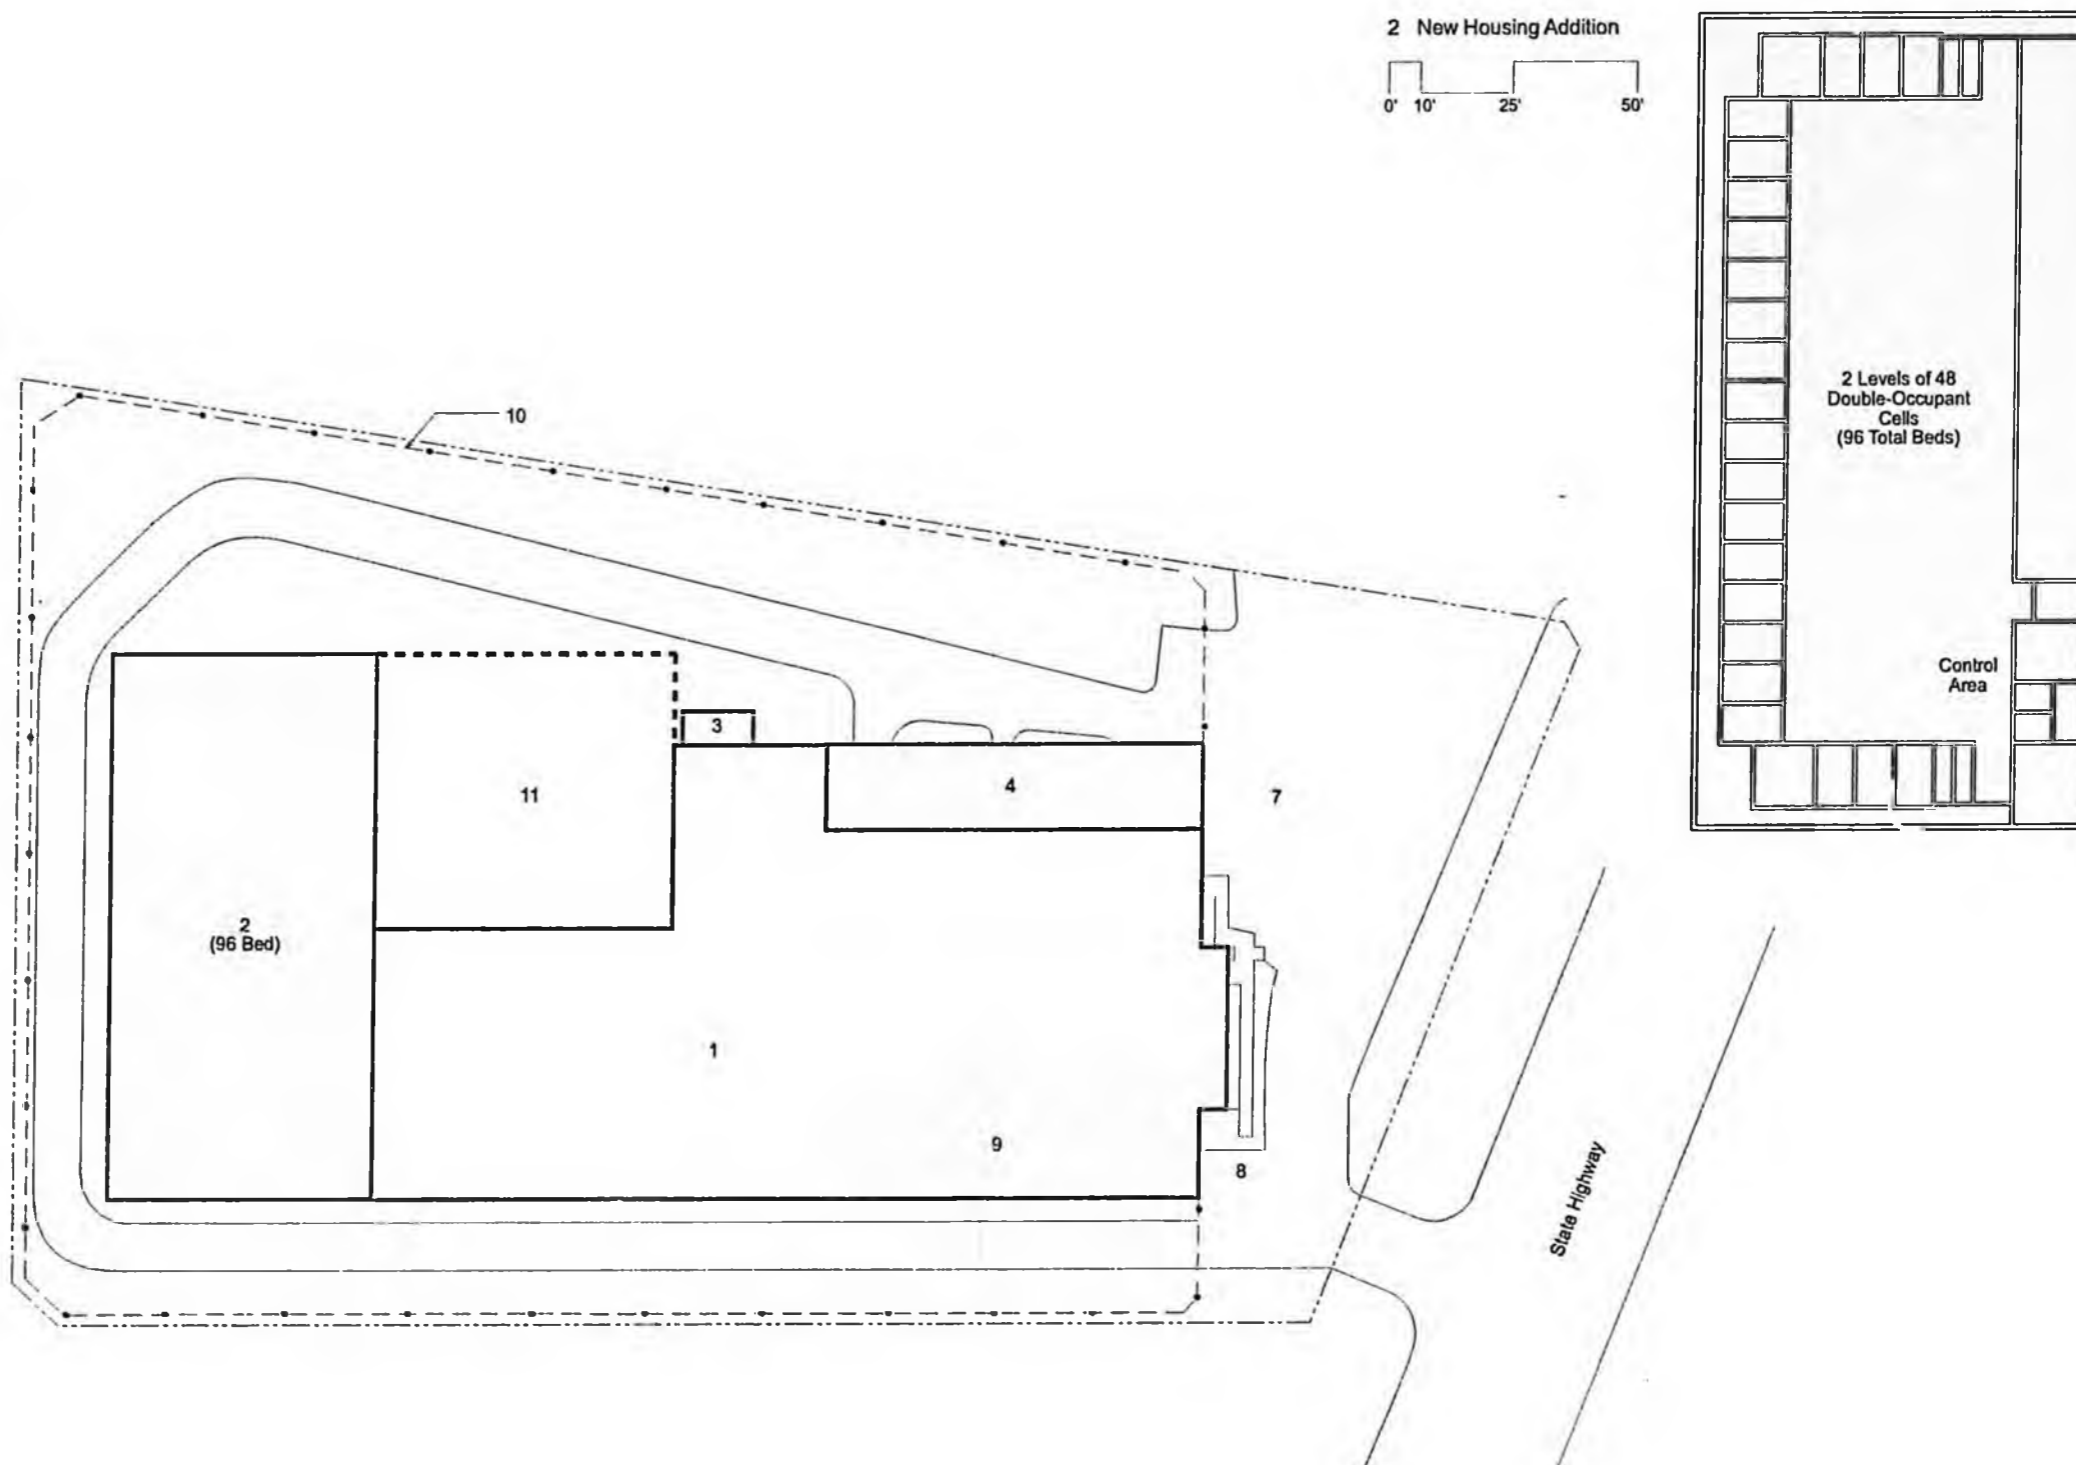 2 New Housing Addition
0' 10' 25' 50'
2 Levels of 48
Double-Occupant
Cells
(96 Total Beds)
Control
Area
10
3
11
4
7
2
(96 Bed)
1
9
8
State Highway